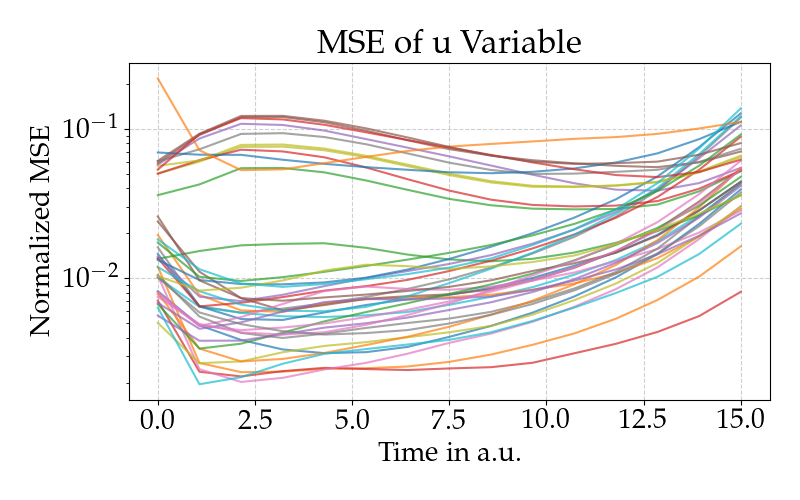 MSE of u Variable
Normalized MSE
10⁻¹
10⁻²
0.0 2.5 5.0 7.5 10.0 12.5 15.0
Time in a.u.